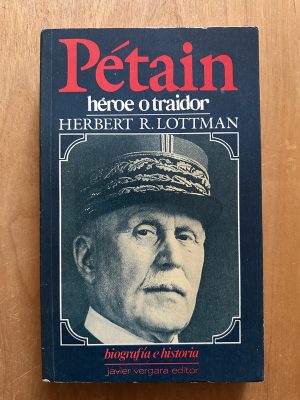 Pétain
héroe o traidor
HERBERT R. LOTTMAN
biografía e historia
javier vergara editor